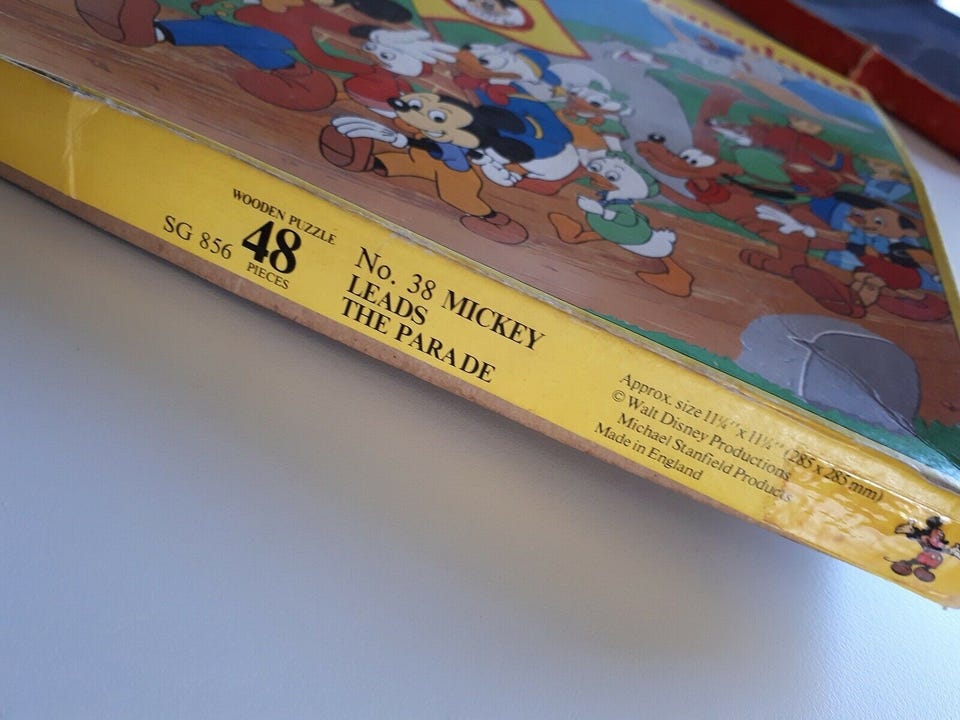 WOODEN PUZZLE
SG 856
48
PIECES
No. 38 MICKEY
LEADS
THE PARADE
Approx. size 11¼″ x 11¼″ (285 x 285 mm)
© Walt Disney Productions
Michael Stanfield Products
Made in England